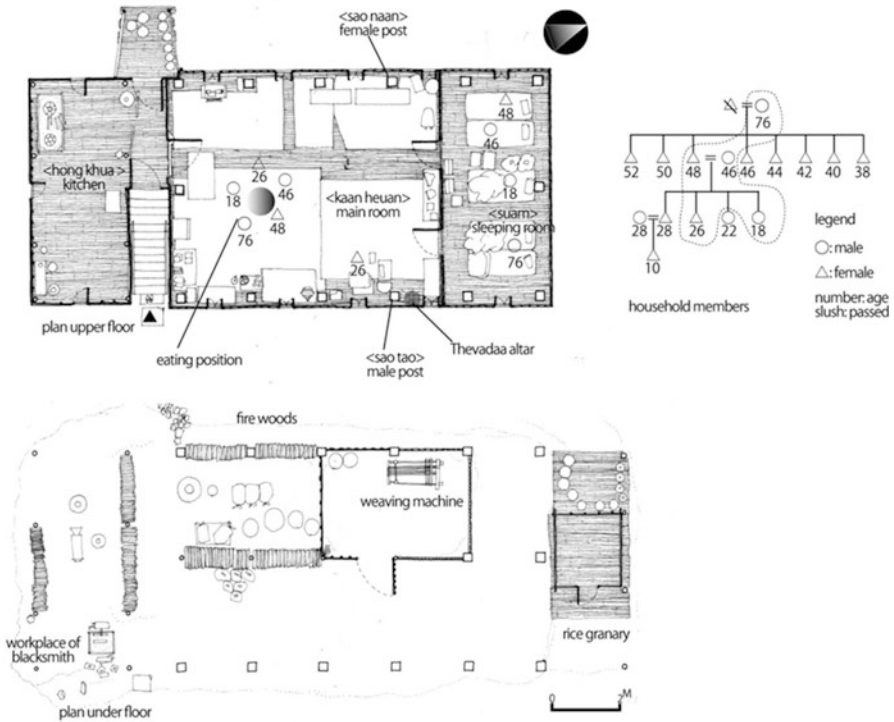 <sao naan>
female post
<hong khua >
kitchen
48
46
26
18
46
<kaan heuan>
main room
18
<suam>
sleeping room
48
76
26
76
plan upper floor
eating position
<sao tao>
male post
Thevadaa altar
76
52
50
48
46
46
44
42
40
38
28
28
26
22
18
10
household members
legend
: male
: female
number: age
slush: passed
fire woods
weaving machine
workplace of
blacksmith
rice granary
plan under floor
0
2M